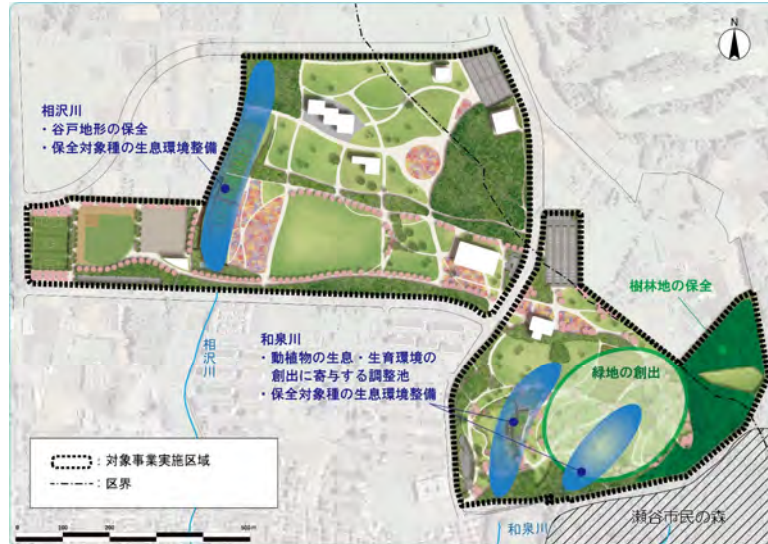 N
相沢川
・谷戸地形の保全
・保全対象種の生息環境整備
樹林地の保全
和泉川
・動植物の生息・生育環境の
創出に寄与する調整池
・保全対象種の生息環境整備
緑地の創出
相沢川
：対象事業実施区域
：区界
0 100 200 500m
和泉川
瀬谷市民の森